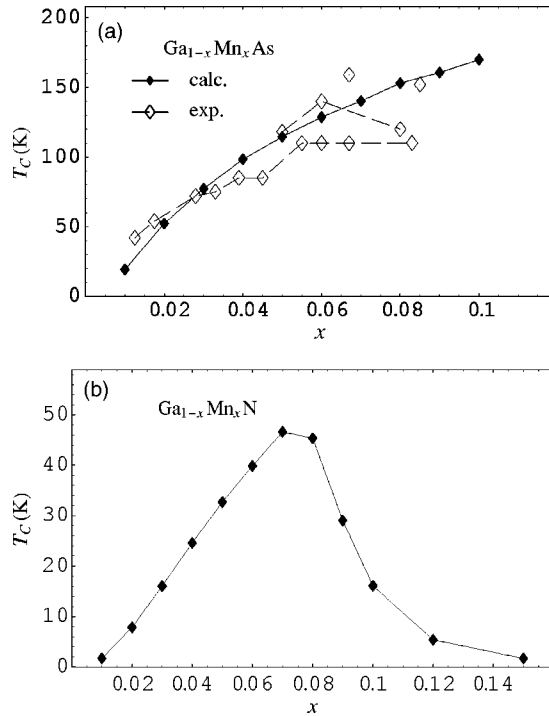 (a)
Ga1−xMnxAs
calc.
exp.
TC(K)
200
150
100
50
0
0.02 0.04 0.06 0.08 0.1
x
(b)
Ga1−xMnxN
TC(K)
50
40
30
20
10
0
0.02 0.04 0.06 0.08 0.1 0.12 0.14
x